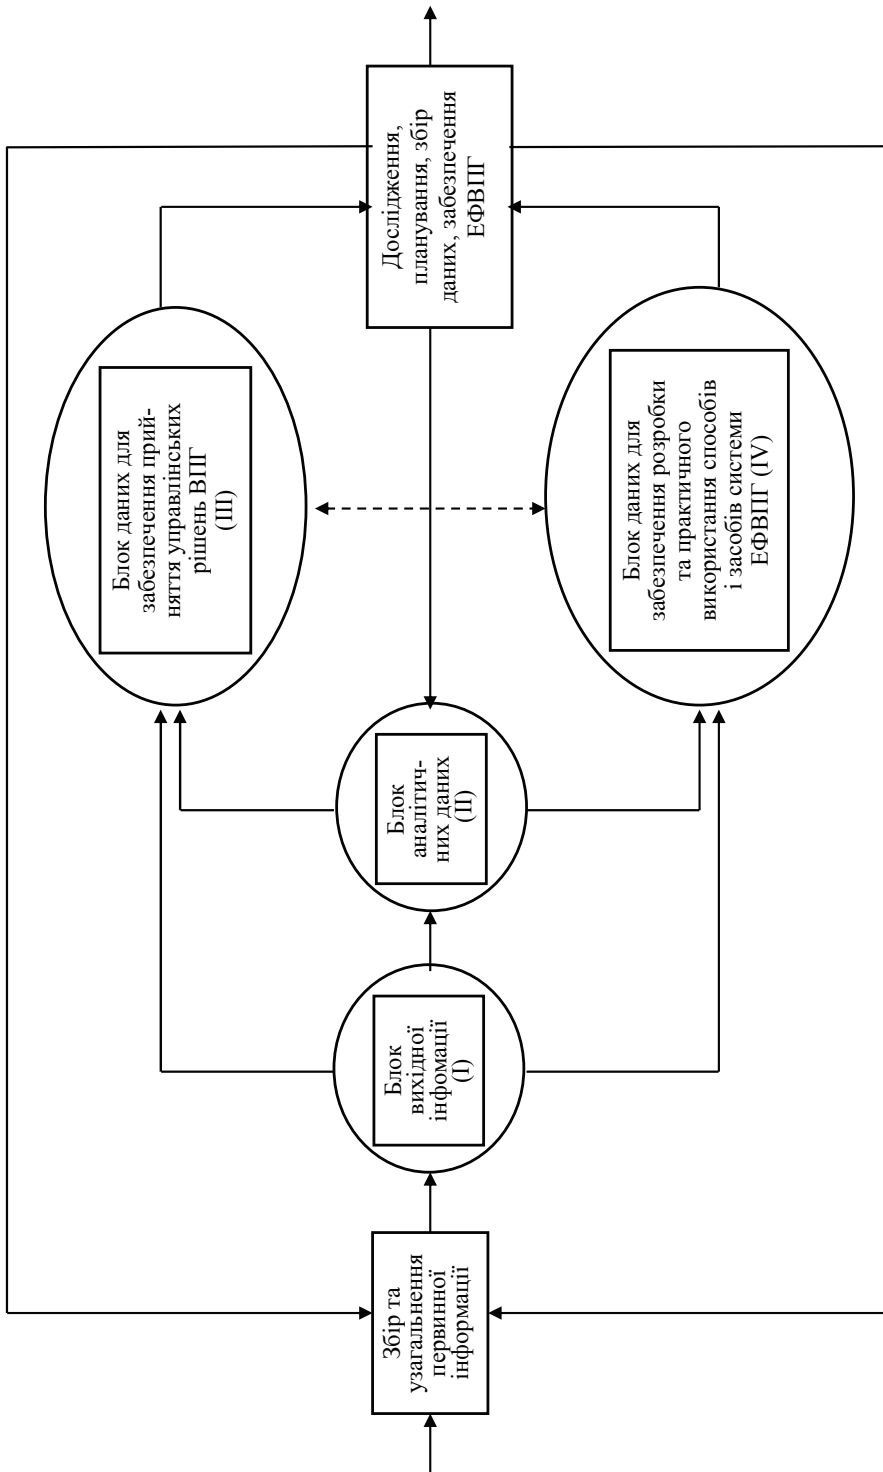 Збір та
узагальнення
первинної
інформації
Блок
вихідної
інфомації
(I)
Блок
аналітич-
них даних
(II)
Блок даних для
забезпечення прий-
няття управлінських
рішень ВПГ
(III)
Блок даних для
забезпечення розробки
та практичного
використання способів
і засобів системи
ЕФВПГ (IV)
Дослідження,
планування, збір
даних, забезпечення
ЕФВПГ